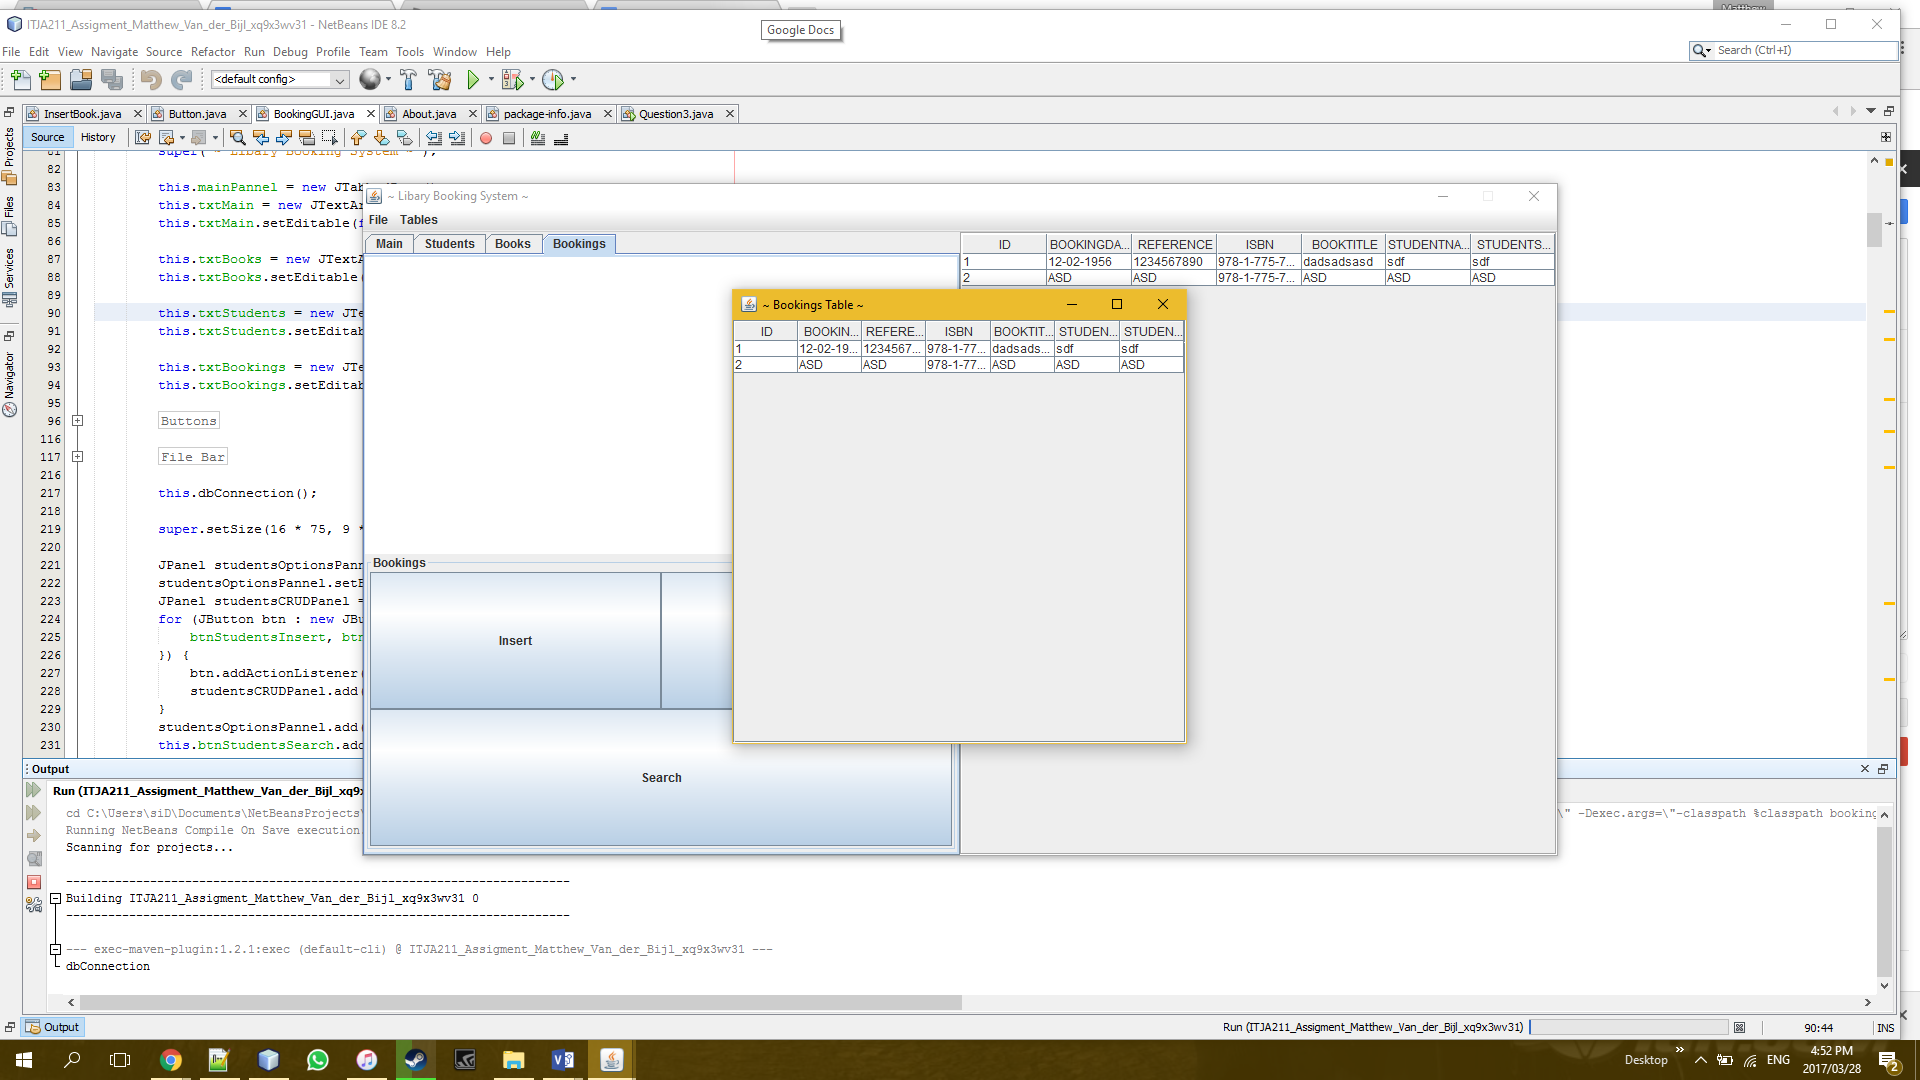 Matthew
ITJA211_Assigment_Matthew_Van_der_Bijl_xq9x3wv31 - NetBeans IDE 8.2
Google Docs
File Edit View Navigate Source Refactor Run Debug Profile Team Tools Window Help
Search (Ctrl+I)
<default config>
InsertBook.java
Button.java
BookingGUI.java
About.java
package-info.java
Question3.java
Source History
Projects
Files
Services
Navigator
81 super("~ Libary Booking System ~");
82
83 this.mainPannel = new JTab
84 this.txtMain = new JTextAr
85 this.txtMain.setEditable(f
86
87 this.txtBooks = new JTextA
88 this.txtBooks.setEditable(
89
90 this.txtStudents = new JTe
91 this.txtStudents.setEditab
92
93 this.txtBookings = new JTe
94 this.txtBookings.setEditab
95
96 Buttons
116
117 File Bar
216
217 this.dbConnection();
218
219 super.setSize(16 * 75, 9 *
220
221 JPanel studentsOptionsPann
222 studentsOptionsPannel.setB
223 JPanel studentsCRUDPanel =
224 for (JButton btn : new JBu
225 btnStudentsInsert, btn
226 }) {
227 btn.addActionListener(
228 studentsCRUDPanel.add(
229 }
230 studentsOptionsPannel.add(
231 this.btnStudentsSearch.add
~ Libary Booking System ~
File Tables
Main Students Books Bookings
ID BOOKINGDA... REFERENCE ISBN BOOKTITLE STUDENTNA... STUDENTS...
1 12-02-1956 1234567890 978-1-775-7... dadsadsasd sdf sdf
2 ASD ASD 978-1-775-7... ASD ASD ASD
~ Bookings Table ~
ID BOOKIN... REFERE... ISBN BOOKTIT... STUDEN... STUDEN...
1 12-02-19... 1234567... 978-1-77... dadsads... sdf sdf
2 ASD ASD 978-1-77... ASD ASD ASD
Bookings
Insert
Search
Output
Run (ITJA211_Assigment_Matthew_Van_der_Bijl_xq9x
cd C:\Users\siD\Documents\NetBeansProjects\ \" -Dexec.args=\"-classpath %classpath booking
Running NetBeans Compile On Save execution
Scanning for projects...
------------------------------------------------------------------------
Building ITJA211_Assigment_Matthew_Van_der_Bijl_xq9x3wv31 0
------------------------------------------------------------------------
--- exec-maven-plugin:1.2.1:exec (default-cli) @ ITJA211_Assigment_Matthew_Van_der_Bijl_xq9x3wv31 ---
dbConnection
Output
Run (ITJA211_Assigment_Matthew_Van_der_Bijl_xq9x3wv31)
90:44
INS
Desktop
ENG
4:52 PM
2017/03/28
2